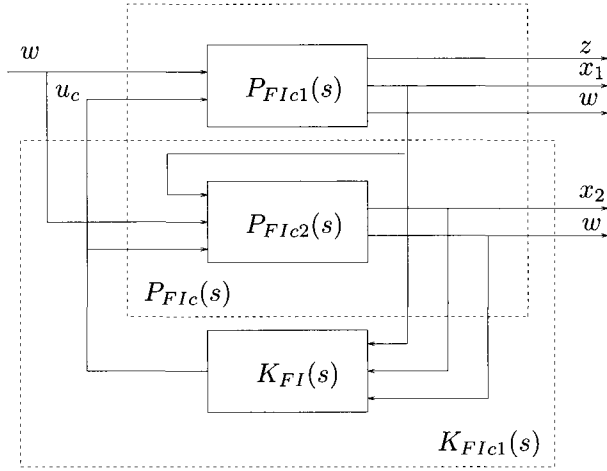 w
z
x_1
u_c
P_{FIc1}(s)
w
x_2
P_{FIc2}(s)
w
P_{FIc}(s)
K_{FI}(s)
K_{FIc1}(s)